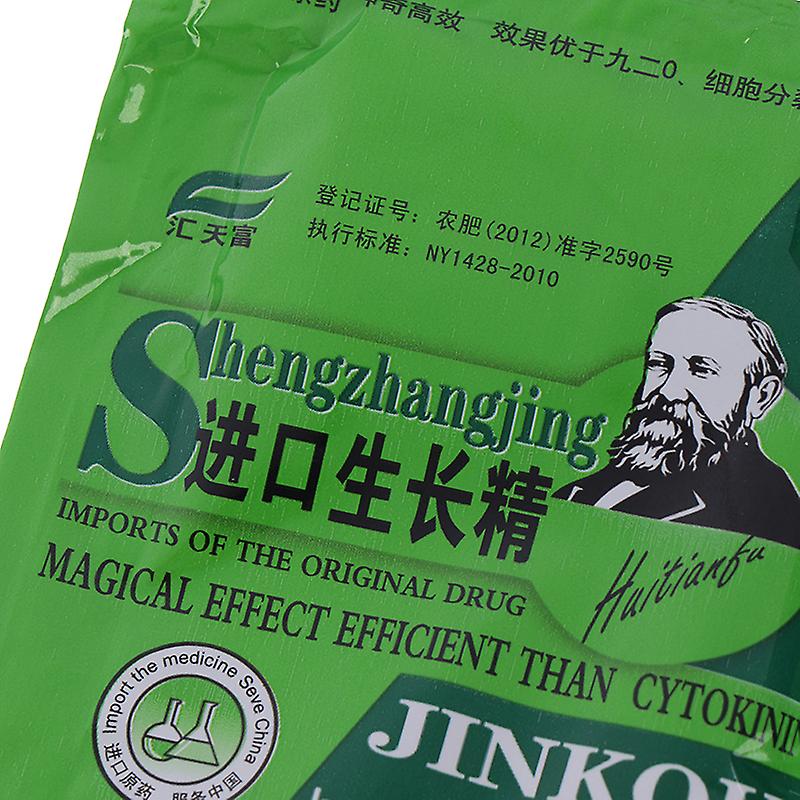 原药 神奇高效 效果优于九二0、细胞分裂
汇天富
登记证号:农肥(2012)准字2590号
执行标准:NY1428-2010
Shengzhangjing
进口生长精
IMPORTS OF THE ORIGINAL DRUG
Huitianfu
MAGICAL EFFECT EFFICIENT THAN CYTOKININ
Import the medicine Seve China
进口原药 服务中国
JINKOU